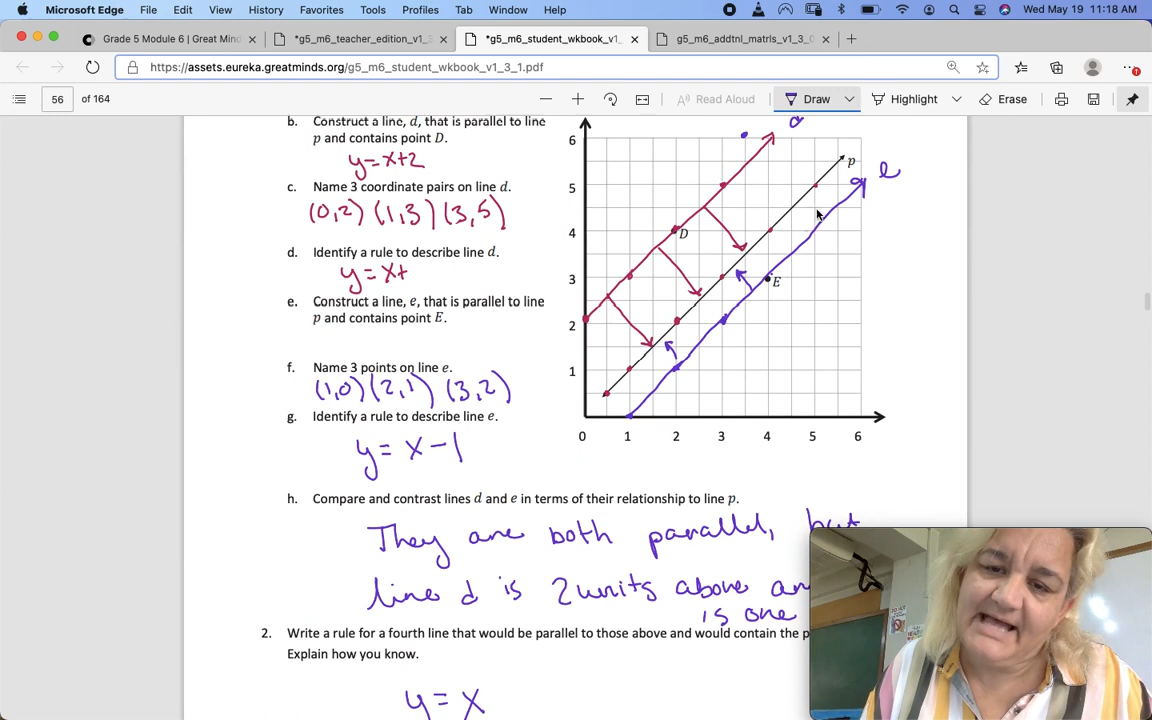 Microsoft Edge File Edit View History Favorites Tools Profiles Tab Window Help Wed May 19 11:18 AM
Grade 5 Module 6 | Great Mind *g5_m6_teacher_edition_v1_3 *g5_m6_student_wkbook_v1_ g5_m6_addtnl_matrls_v1_3_0
https://assets.eureka.greatminds.org/g5_m6_student_wkbook_v1_3_1.pdf
56 of 164 Read Aloud Draw Highlight Erase
b. Construct a line, d, that is parallel to line
p and contains point D.
y=x+2
c. Name 3 coordinate pairs on line d.
(0,2) (1,3) (3,5)
d. Identify a rule to describe line d.
y=x+
e. Construct a line, e, that is parallel to line
p and contains point E.
f. Name 3 points on line e.
(1,0) (2,1) (3,2)
g. Identify a rule to describe line e.
y= x-1
6
5
4
3
2
1
0 1 2 3 4 5 6
d
p
e
D
E
h. Compare and contrast lines d and e in terms of their relationship to line p.
They are both parallel, but
line d is 2 units above
is one
2. Write a rule for a fourth line that would be parallel to those above and would contain the p
Explain how you know.
y= x